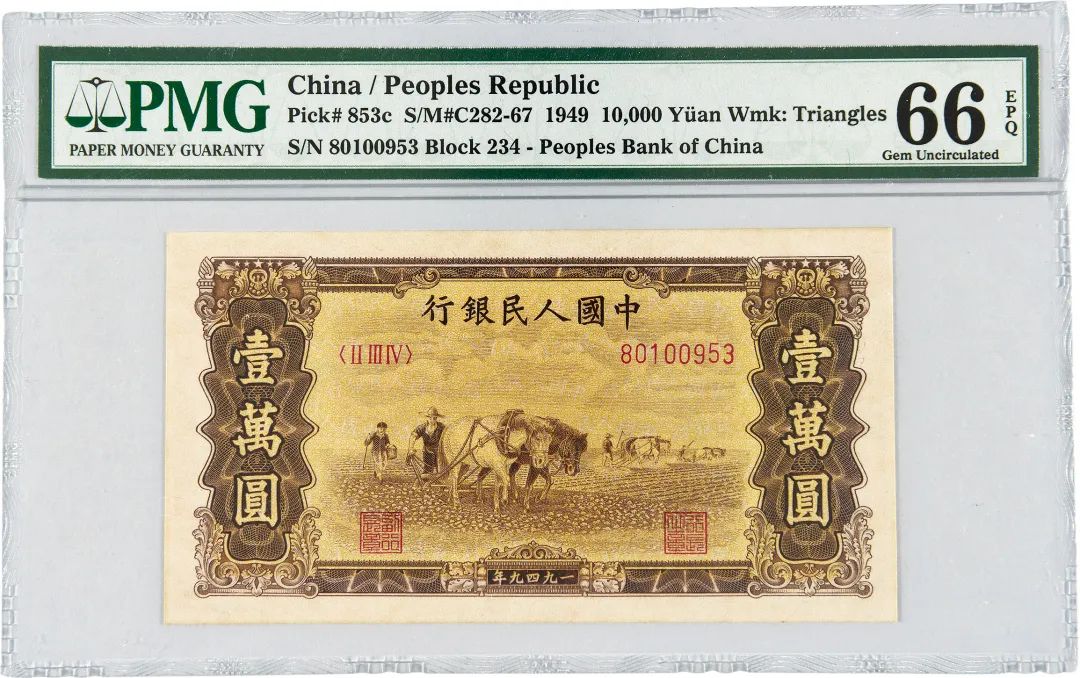 PMG
PAPER MONEY GUARANTY
China / Peoples Republic
Pick# 853c S/M#C282-67 1949 10,000 Yüan Wmk: Triangles
S/N 80100953 Block 234 - Peoples Bank of China
66
Gem Uncirculated
EPQ
行銀民人國中
〈II III IV〉
80100953
壹萬圓
壹萬圓
年九四九一